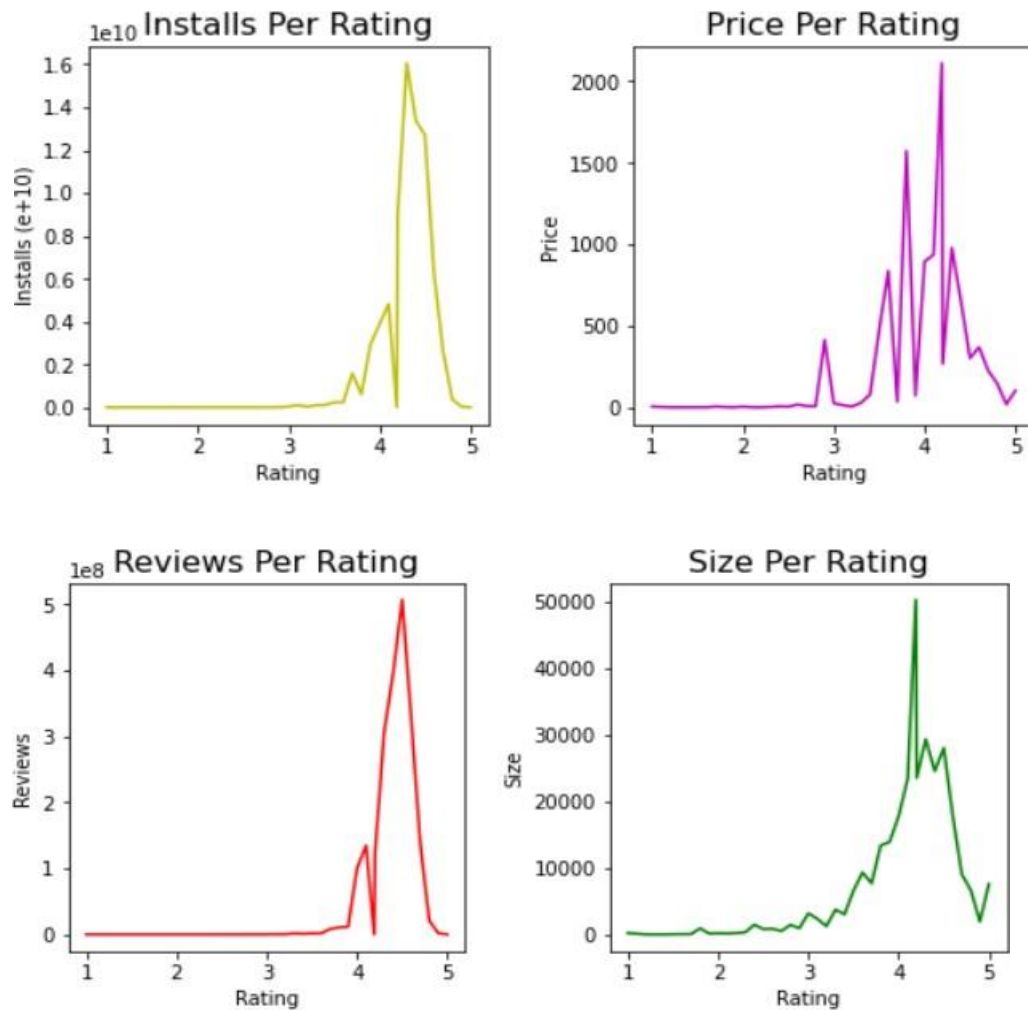 Installs Per Rating
1e10
1.6
1.4
1.2
1.0
0.8
0.6
0.4
0.2
0.0
Installs (e+10)
1 2 3 4 5
Rating
Price Per Rating
2000
1500
1000
500
0
Price
1 2 3 4 5
Rating
Reviews Per Rating
1e8
5
4
3
2
1
0
Reviews
1 2 3 4 5
Rating
Size Per Rating
50000
40000
30000
20000
10000
0
Size
1 2 3 4 5
Rating